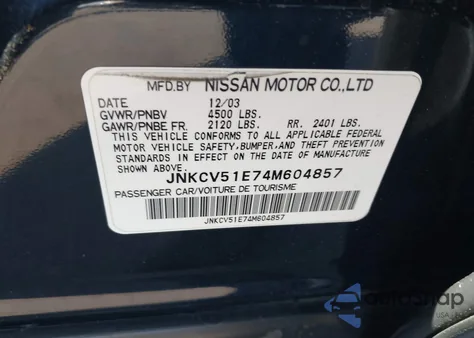 MFD.BY NISSAN MOTOR CO.,LTD
DATE 12/03
GVWR/PNBV 4500 LBS.
GAWR/PNBE FR. 2120 LBS. RR. 2401 LBS.
THIS VEHICLE CONFORMS TO ALL APPLICABLE FEDERAL
MOTOR VEHICLE SAFETY,BUMPER,AND THEFT
PREVENTION STANDARDS IN EFFECT ON THE DATE OF
MANUFACTURE SHOWN ABOVE.
JNKCV51E74M604857
PASSENGER CAR/VOITURE DE TOURISME
JNKCV51E74M604857
AutoSnap
USA